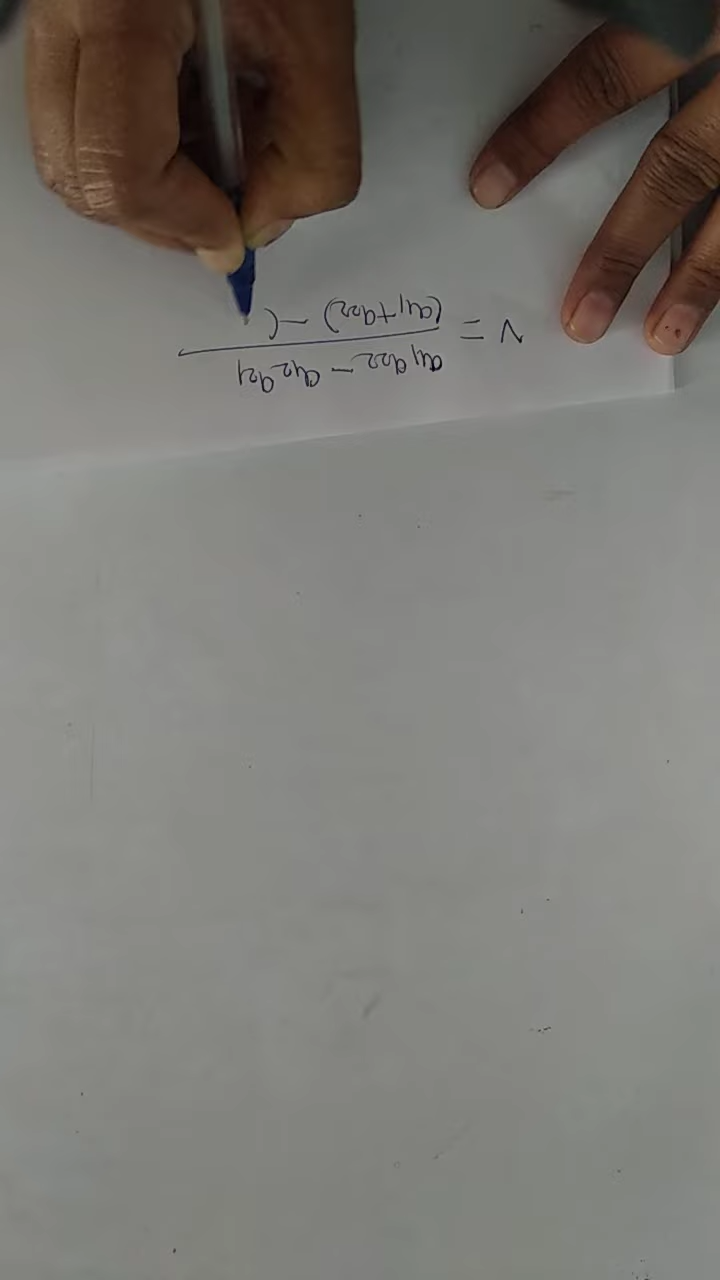 V = a11a22 - a12a21
(a11+a22) - (